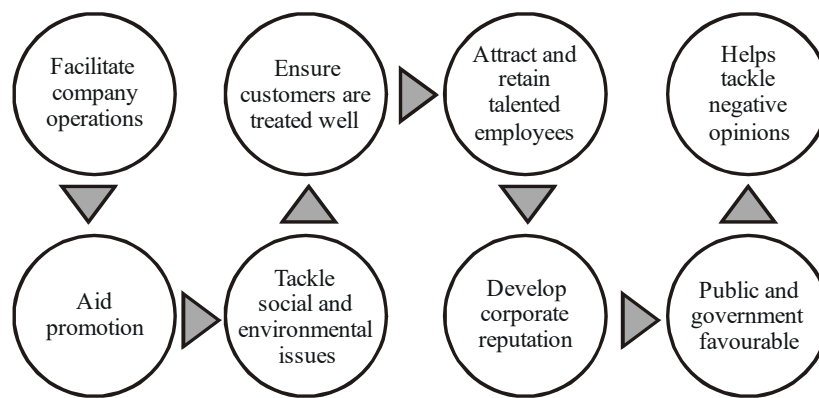 Facilitate
company
operations
Aid
promotion
Tackle
social and
environmental
issues
Ensure
customers are
treated well
Attract and
retain
talented
employees
Develop
corporate
reputation
Public and
government
favourable
Helps
tackle
negative
opinions